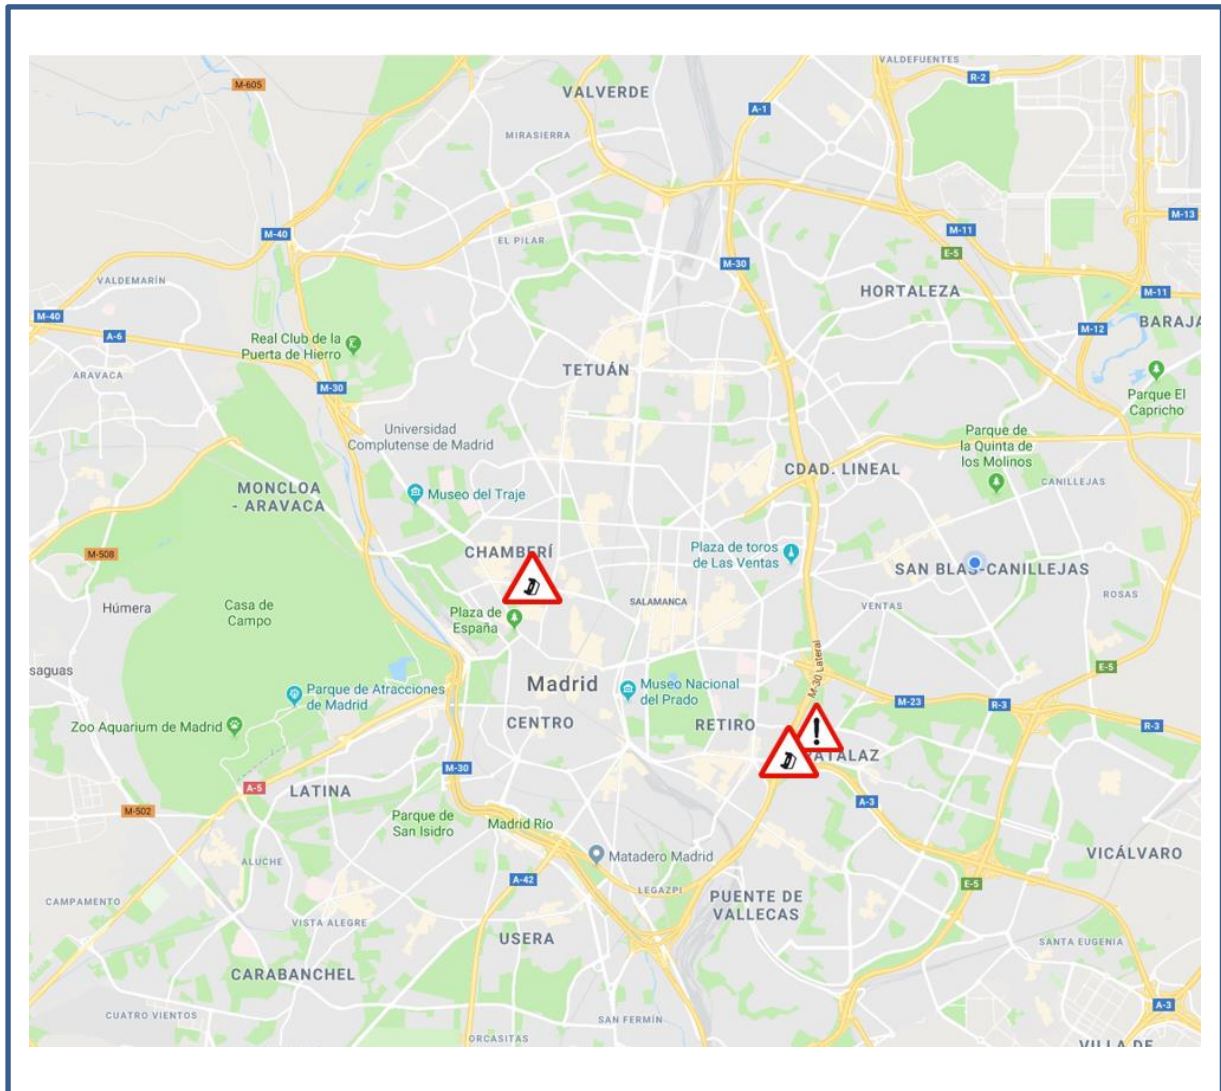 VALDEFUENTES
M-605
R-2
VALVERDE
A-1
MIRASIERRA
M-13
M-40
M-11
EL PILAR
E-5
M-30
VALDEMARÍN
HORTALEZA
M-11
M-40
M-12
BARAJA
A-6
Real Club de la
Puerta de Hierro
TETUÁN
ARAVACA
M-30
Parque El
Capricho
Universidad
Complutense de Madrid
Parque de
la Quinta de
los Molinos
CDAD. LINEAL
CANILLEJAS
MONCLOA
- ARAVACA
Museo del Traje
M-508
CHAMBERÍ
Plaza de toros
de Las Ventas
SAN BLAS-CANILLEJAS
ROSAS
Húmera
Casa de
Campo
SALAMANCA
VENTAS
Plaza de
España
saguas
M-30 Lateral
E-5
Madrid
Museo Nacional
del Prado
Parque de Atracciones
de Madrid
M-23
R-3
R-3
Zoo Aquarium de Madrid
CENTRO
RETIRO
!
ATALAZ
M-30
A-5
LATINA
M-502
A-3
Parque de
San Isidro
Madrid Río
Matadero Madrid
VICÁLVARO
ALUCHE
A-42
LEGAZPI
E-5
PUENTE DE
VALLECAS
CAMPAMENTO
VISTA ALEGRE
USERA
SANTA EUGENIA
CARABANCHEL
A-3
CUATRO VIENTOS
SAN FERMÍN
ORCASITAS
VILLA DE